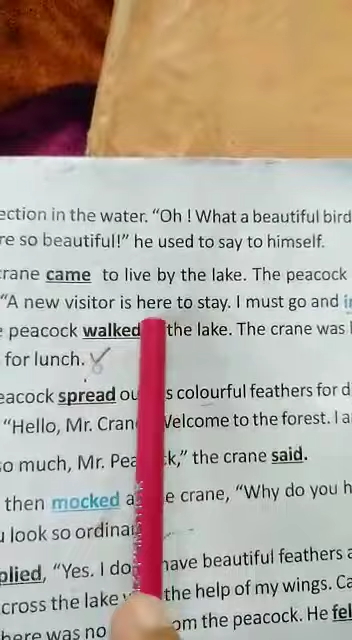 ection in the water. “Oh ! What a beautiful bird
re so beautiful!” he used to say to himself.
crane came to live by the lake. The peacock
“A new visitor is here to stay. I must go and
peacock walked the lake. The crane was
for lunch.
eacock spread ou s colourful feathers for d
“Hello, Mr. Cran Welcome to the forest. I a
so much, Mr. Pea ck,” the crane said.
then mocked a e crane, “Why do you h
u look so ordinar
plied, “Yes. I do have beautiful feathers a
cross the lake the help of my wings. Ca
here was no om the peacock. He fel